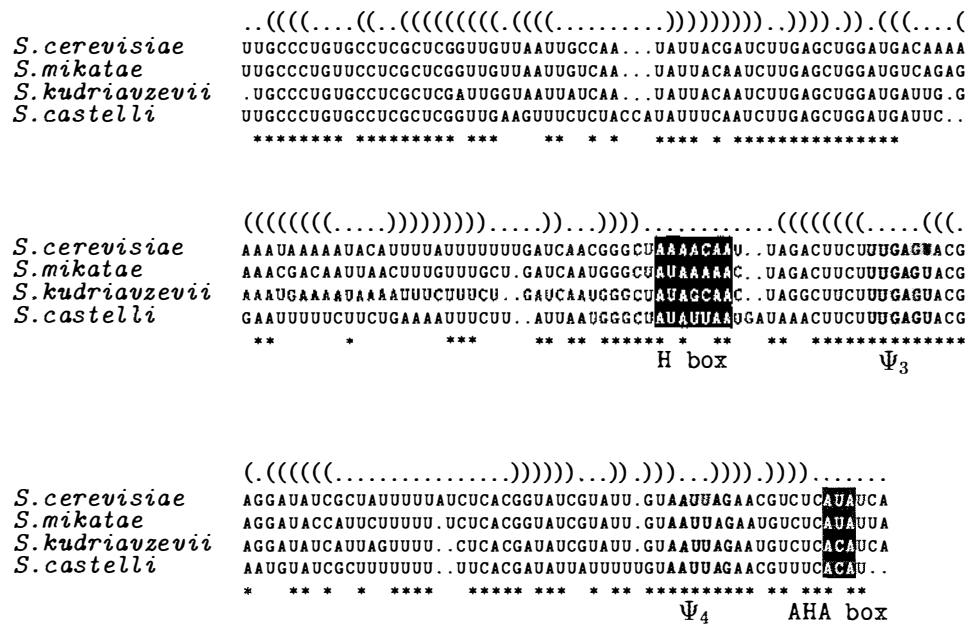 ..((((....((..(((((((((..((((.........)))))))))..))))..)).(((....(
S.cerevisiae UUGCCCUGUGCCUCGCUCGGUUGUUAAUUGCCAA...UAUUACGAUCUUGAGCUGGAUGACAAAA
S.mikatae UUGCCCUGUUCCUCGCUCGGUUGUUAAUUGUCAA...UAUUACAAUCUUGAGCUGGAUGUCAGAG
S.kudriavzevii .UGCCCUGUGCCUCGCUCGAUUGGUAAUUAUCAA...UAUUACAAUCUUGAGCUGGAUGAUUG.G
S.castelli UUGCCCUGUGCCUCGCUCGGUUGAAGUUUCUCUACCAUAUUUCAAUCUUGAGCUGGAUGAUUC..
******** ********** *** ** * * **** * *************
((((((((.....))))))))).....))...))))..........((((((((.....(((
S.cerevisiae AAAUAAAAAUACAUUUUAUUUUUUUGAUCAACGGGCUAAAACAAU..UAGACUUCUUUGAGUACG
S.mikatae AAACGACAAUUAACUUUGUUUGCU.GAUCAAUGGGCUAUAAAAAC..UAGACUUCUUUGAGUACG
S.kudriavzevii AAAUGAAAAUAAAAUUUCUUUCU..GAUCAAUGGGCUAUAGCAAC..UAGGCUUCUUUGAGUACG
S.castelli GAAUUUUUCUUCUGAAAAUUUCUU..AUUAAUGGGCUAUAUUAAUGAUAAACUUCUUUGAGUACG
** * *** ** ** ****** * ** ** ************
H box Ψ3
(.((((((.................))))))...)).)))....)))).)))).......
S.cerevisiae AGGAUAUCGCUAUUUUUAUCUCACGGUAUCGUAUU.GUAAUUAGAACGUCUCAUAUCA
S.mikatae AGGAUACCAUUCUUUUU.UCUCACGGUAUCGUAUU.GUAAUUAGAAUGUCUCAUAUUA
S.kudriavzevii AGGAUAUCAUUAGUUUU..CUCACGAUAUCGUAUU.GUAAUUAGAAUGUCUCACAUCA
S.castelli AAUGUAUCGCUUUUUUU..UUCACGAUAUUAUUUUUGUAAUUAGAACGUUUCACAU..
* ** * * **** ***** *** * ** ******** ** *** **
Ψ4 AHA box